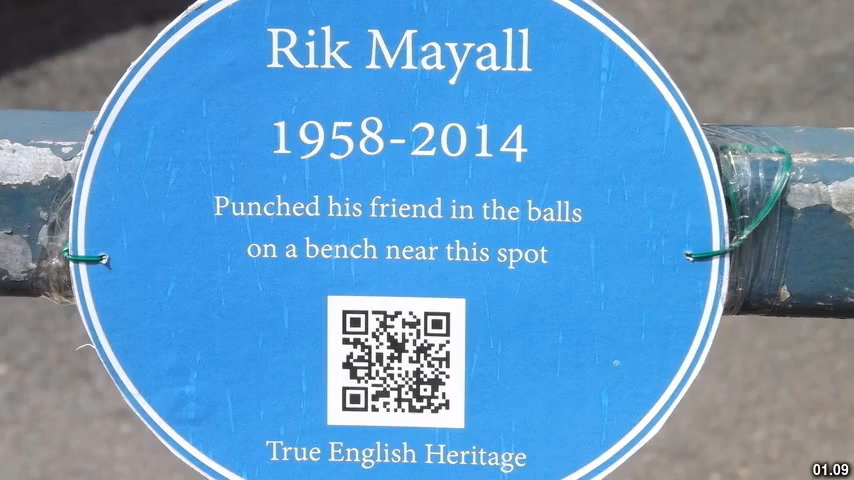 Rik Mayall
1958-2014
Punched his friend in the balls
on a bench near this spot
True English Heritage
01.09